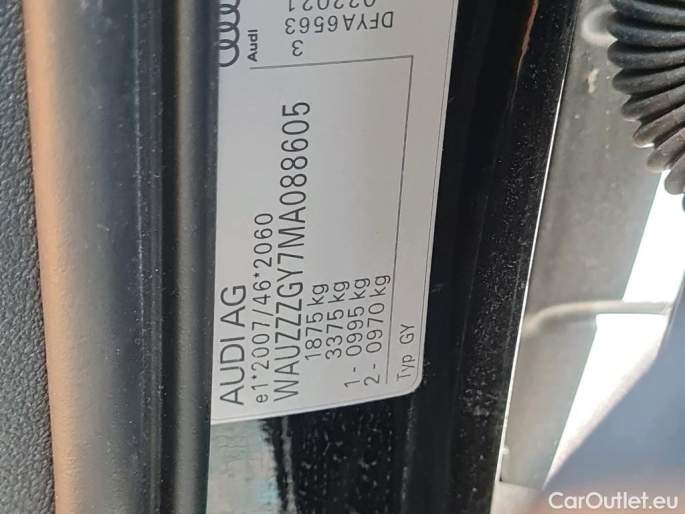 AUDI AG
e1*2007/46*2060
WAUZZZGY7MA088605
1875 kg
3375 kg
1 - 0995 kg
2 - 0970 kg
Typ GY
Audi
3
DFYA6563
CarOutlet.eu